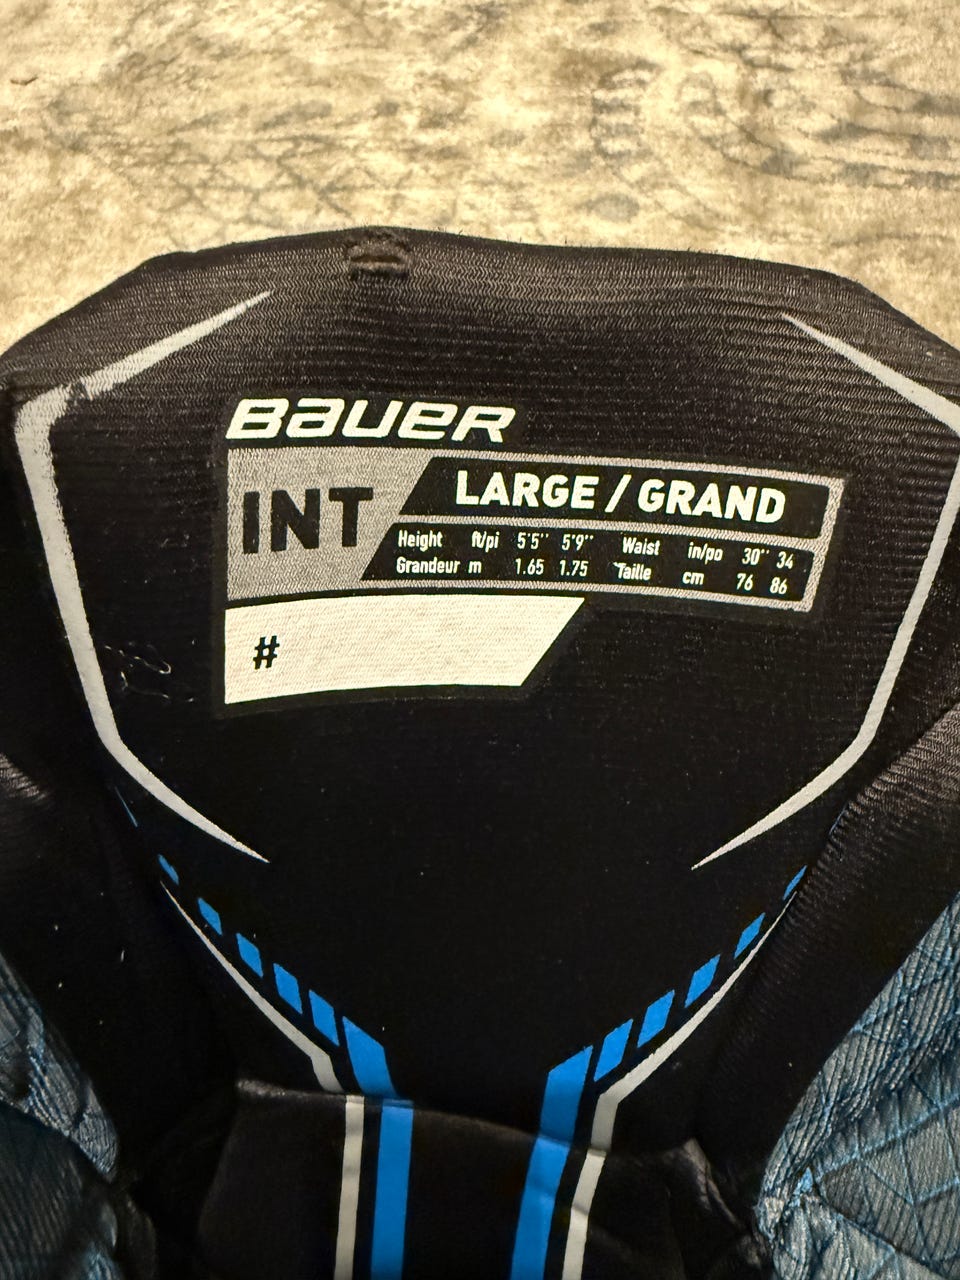 BAUER
INT
LARGE / GRAND
Height ft/pi 5'5'' 5'9'' Waist in/po 30'' 34
Grandeur m 1.65 1.75 Taille cm 76 86
#